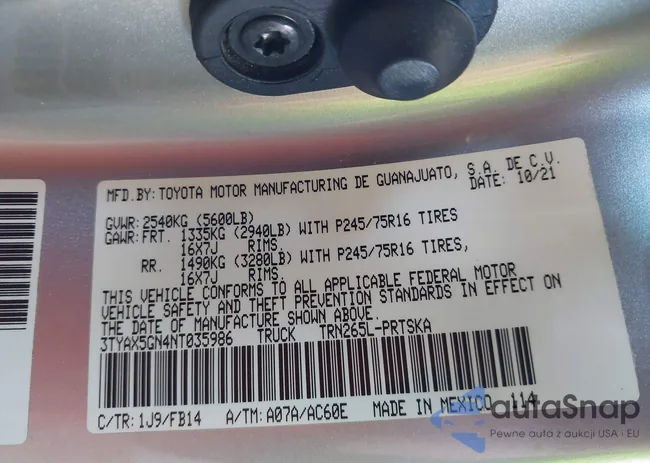 MFD.BY: TOYOTA MOTOR MANUFACTURING DE GUANAJUATO, S.A. DE C.V.
DATE: 10/21
GVWR: 2540KG (5600LB)
GAWR: FRT. 1335KG (2940LB) WITH P245/75R16 TIRES
16X7J RIMS,
RR. 1490KG (3280LB) WITH P245/75R16 TIRES,
16X7J RIMS.
THIS VEHICLE CONFORMS TO ALL APPLICABLE FEDERAL MOTOR
VEHICLE SAFETY AND THEFT PREVENTION STANDARDS IN EFFECT ON
THE DATE OF MANUFACTURE SHOWN ABOVE.
3TYAX5GN4NT035986 TRUCK TRN265L-PRTSKA
C/TR: 1J9/FB14 A/TM: A07A/AC60E MADE IN MEXICO 114
autaSnap
Pewne auta z aukcji USA i EU